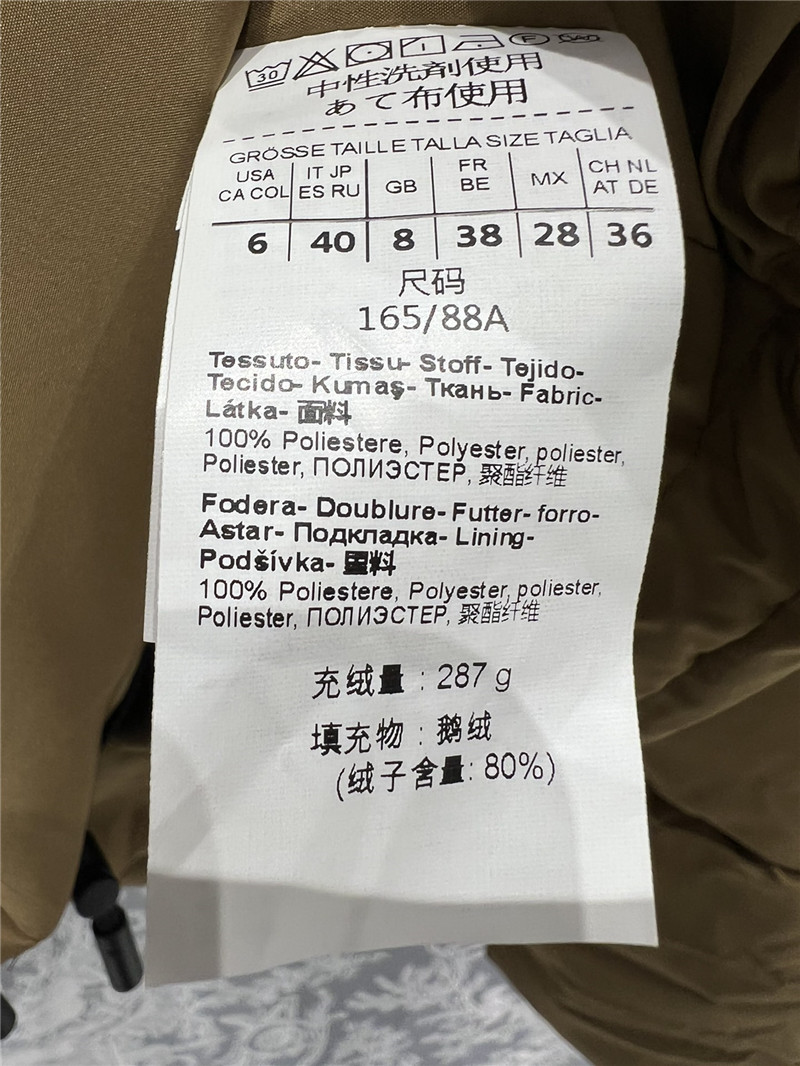 30
中性洗剤使用
あて布使用
GRÖSSE TAILLE TALLA SIZE TAGLIA
USA CA COL IT JP ES RU GB FR BE MX CH NL AT DE
6 40 8 38 28 36
尺码
165/88A
Tessuto- Tissu- Stoff- Tejido-
Tecido- Kumaş- Ткань- Fabric-
Látka- 面料
100% Poliestere, Polyester, poliester,
Poliester, ПОЛИЭСТЕР, 聚酯纤维
Fodera- Doublure- Futter- forro-
Astar- Подкладка- Lining-
Podšívka- 里料
100% Poliestere, Polyester, poliester,
Poliester, ПОЛИЭСТЕР, 聚酯纤维
充绒量 : 287 g
填充物 : 鹅绒
(绒子含量: 80%)